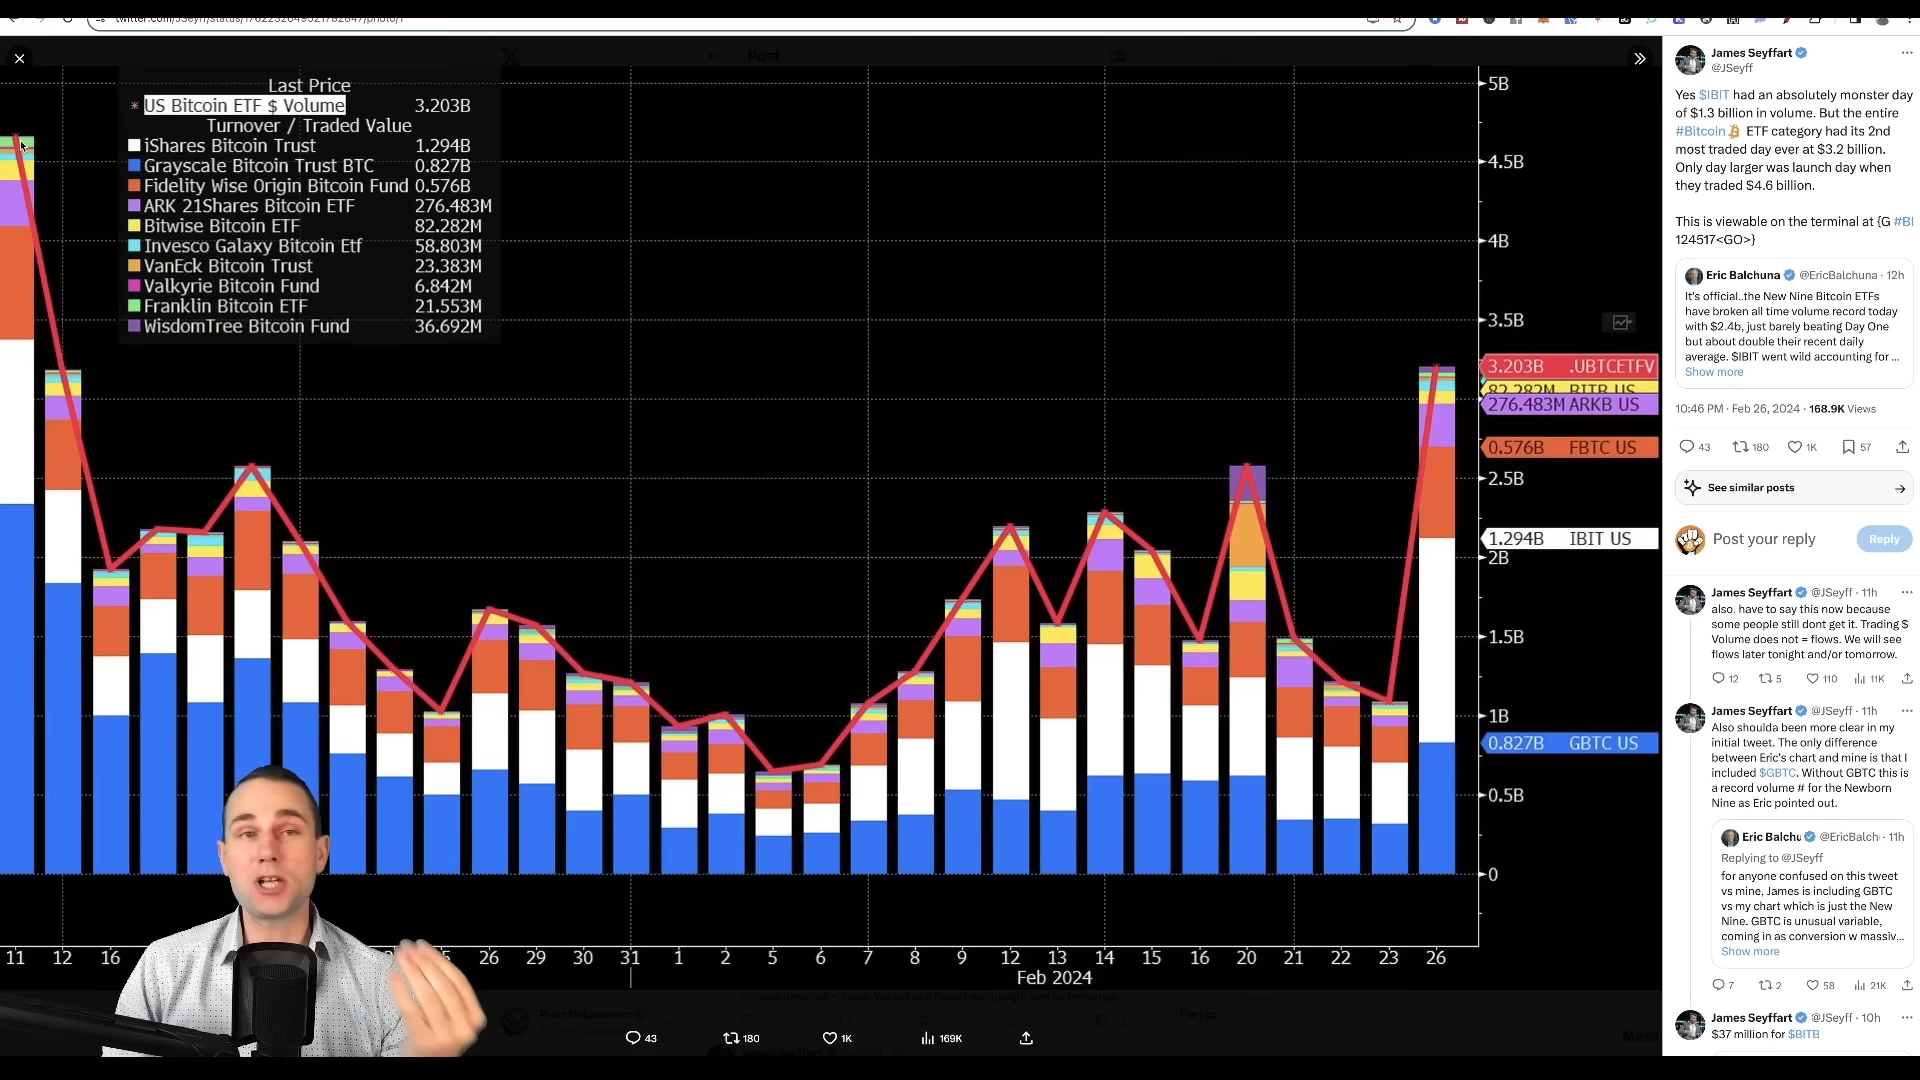 twitter.com/JSeyff/status/1762232049521782847/photo/1
Post
Last Price
US Bitcoin ETF $ Volume 3.203B
Turnover / Traded Value
iShares Bitcoin Trust 1.294B
Grayscale Bitcoin Trust BTC 0.827B
Fidelity Wise Origin Bitcoin Fund 0.576B
ARK 21Shares Bitcoin ETF 276.483M
Bitwise Bitcoin ETF 82.282M
Invesco Galaxy Bitcoin Etf 58.803M
VanEck Bitcoin Trust 23.383M
Valkyrie Bitcoin Fund 6.842M
Franklin Bitcoin ETF 21.553M
WisdomTree Bitcoin Fund 36.692M
5B
4.5B
4B
3.5B
3.203B .UBTCETFV
82.282M BITB US
276.483M ARKB US
0.576B FBTC US
2.5B
1.294B IBIT US
2B
1.5B
1B
0.827B GBTC US
0.5B
0
11 12 16 26 29 30 31 1 2 5 6 7 8 9 12 13 14 15 16 20 21 22 23 26
Feb 2024
43 180 1K 169K
James Seyffart
@JSeyff
Yes $IBIT had an absolutely monster day
of $1.3 billion in volume. But the entire
#Bitcoin ETF category had its 2nd
most traded day ever at $3.2 billion.
Only day larger was launch day when
they traded $4.6 billion.
This is viewable on the terminal at {G #BI
124517<GO>}
Eric Balchuna @EricBalchuna · 12h
It's official..the New Nine Bitcoin ETFs
have broken all time volume record today
with $2.4b, just barely beating Day One
but about double their recent daily
average. $IBIT went wild accounting for ...
Show more
10:46 PM · Feb 26, 2024 · 168.9K Views
43 180 1K 57
See similar posts
Post your reply
Reply
James Seyffart @JSeyff · 11h
also. have to say this now because
some people still dont get it. Trading $
Volume does not = flows. We will see
flows later tonight and/or tomorrow.
12 5 110 11K
James Seyffart @JSeyff · 11h
Also shoulda been more clear in my
initial tweet. The only difference
between Eric's chart and mine is that I
included $GBTC. Without GBTC this is
a record volume # for the Newborn
Nine as Eric pointed out.
Eric Balchu @EricBalch · 11h
Replying to @JSeyff
for anyone confused on this tweet
vs mine, James is including GBTC
vs my chart which is just the New
Nine. GBTC is unusual variable,
coming in as conversion w massiv...
Show more
7 2 58 21K
James Seyffart @JSeyff · 10h
$37 million for $BITB